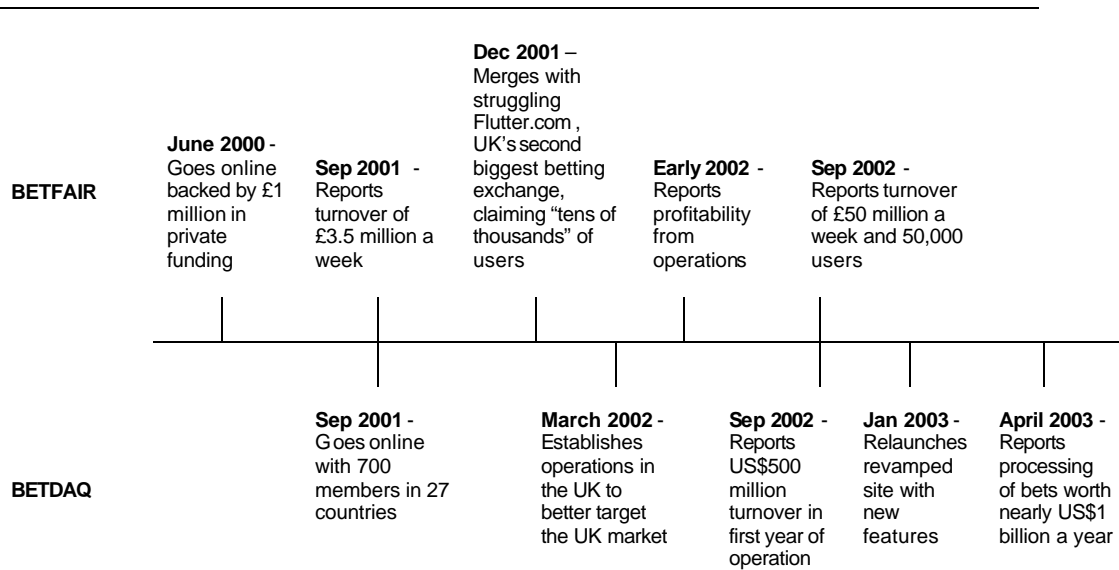 BETFAIR
June 2000 -
Goes online
backed by £1
million in
private
funding
Sep 2001 -
Reports
turnover of
£3.5 million a
week
Dec 2001 –
Merges with
struggling
Flutter.com ,
UK's second
biggest betting
exchange,
claiming “tens of
thousands” of
users
Early 2002 -
Reports
profitability
from
operations
Sep 2002 -
Reports turnover
of £50 million a
week and 50,000
users
BETDAQ
Sep 2001 -
Goes online
with 700
members in 27
countries
March 2002 -
Establishes
operations in
the UK to
better target
the UK market
Sep 2002 -
Reports
US$500
million
turnover in
first year of
operation
Jan 2003 -
Relaunches
revamped
site with
new
features
April 2003 -
Reports
processing
of bets worth
nearly US$1
billion a year